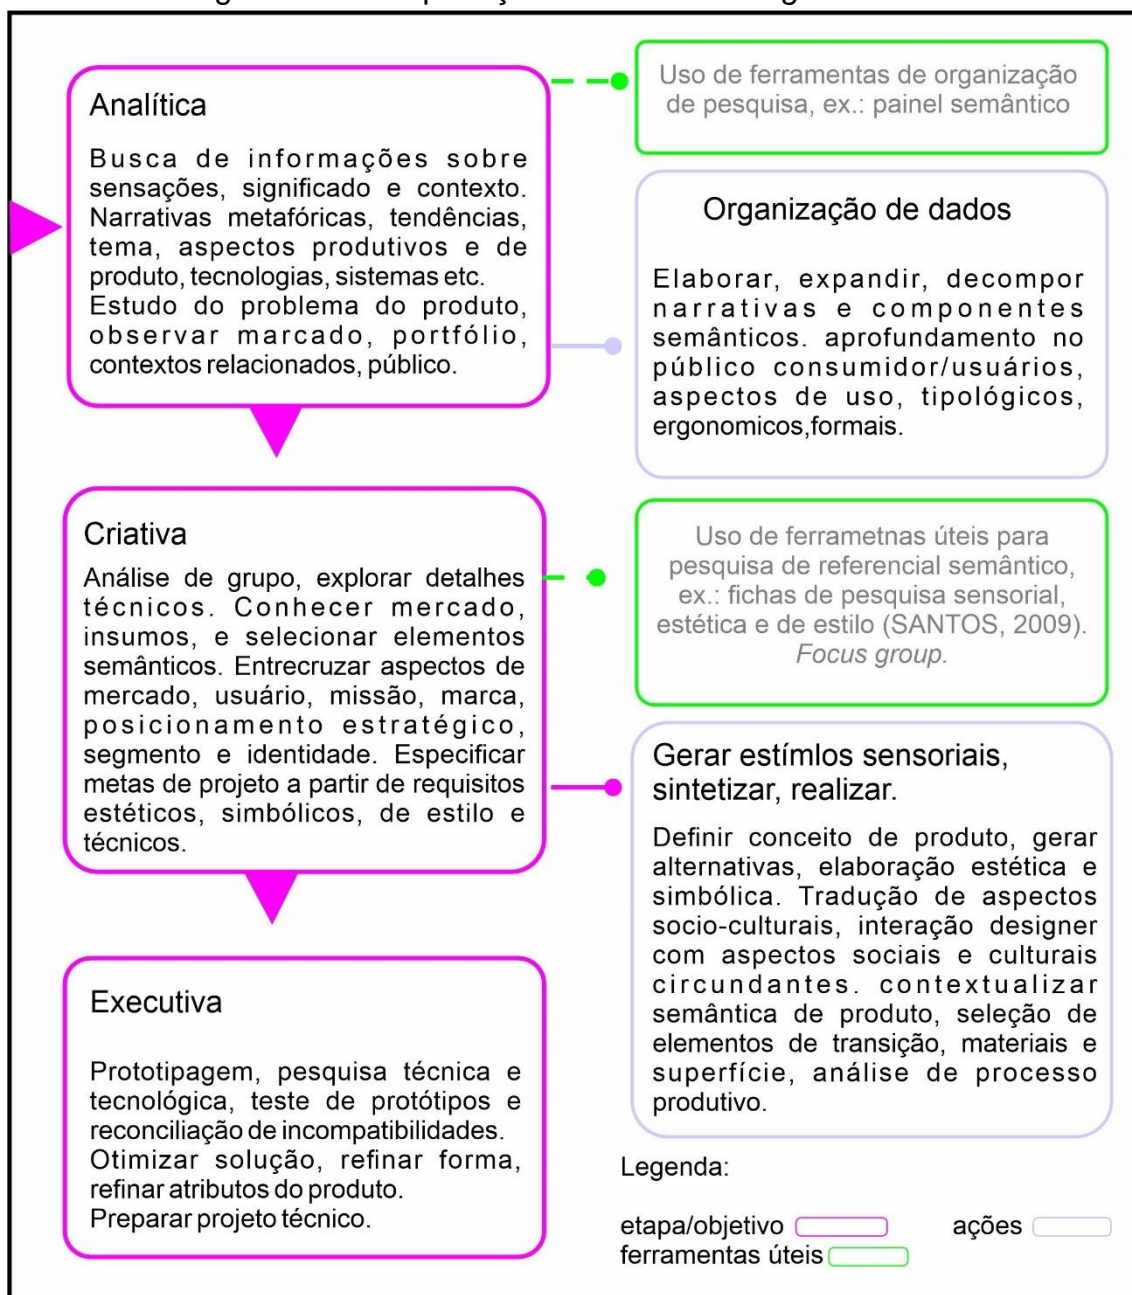 Analítica
Busca de informações sobre
sensações, significado e contexto.
Narrativas metafóricas, tendências,
tema, aspectos produtivos e de
produto, tecnologias, sistemas etc.
Estudo do problema do produto,
observar marcado, portfólio,
contextos relacionados, público.
Uso de ferramentas de organização
de pesquisa, ex.: painel semântico
Organização de dados
Elaborar, expandir, decompor
narrativas e componentes
semânticos. aprofundamento no
público consumidor/usuários,
aspectos de uso, tipológicos,
ergonomicos,formais.
Criativa
Análise de grupo, explorar detalhes
técnicos. Conhecer mercado,
insumos, e selecionar elementos
semânticos. Entrecruzar aspectos de
mercado, usuário, missão, marca,
posicionamento estratégico,
segmento e identidade. Especificar
metas de projeto a partir de requisitos
estéticos, simbólicos, de estilo e
técnicos.
Uso de ferrametnas úteis para
pesquisa de referencial semântico,
ex.: fichas de pesquisa sensorial,
estética e de estilo (SANTOS, 2009).
Focus group.
Gerar estímlos sensoriais,
sintetizar, realizar.
Definir conceito de produto, gerar
alternativas, elaboração estética e
simbólica. Tradução de aspectos
socio-culturais, interação designer
com aspectos sociais e culturais
circundantes. contextualizar
semântica de produto, seleção de
elementos de transição, materiais e
superfície, análise de processo
produtivo.
Executiva
Prototipagem, pesquisa técnica e
tecnológica, teste de protótipos e
reconciliação de incompatibilidades.
Otimizar solução, refinar forma,
refinar atributos do produto.
Preparar projeto técnico.
Legenda:
etapa/objetivo ações
ferramentas úteis